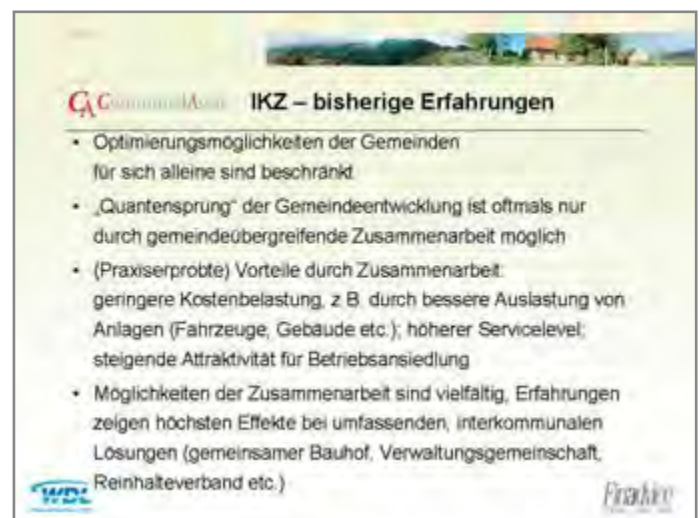 IKZ – bisherige Erfahrungen
• Optimierungsmöglichkeiten der Gemeinden
für sich alleine sind beschränkt
• „Quantensprung“ der Gemeindeentwicklung ist oftmals nur
durch gemeindeübergreifende Zusammenarbeit möglich
• (Praxiserprobte) Vorteile durch Zusammenarbeit:
geringere Kostenbelastung, z.B. durch bessere Auslastung von
Anlagen (Fahrzeuge, Gebäude etc.); höherer Servicelevel;
steigende Attraktivität für Betriebsansiedlung
• Möglichkeiten der Zusammenarbeit sind vielfältig, Erfahrungen
zeigen höchsten Effekte bei umfassenden, interkommunalen
Lösungen (gemeinsamer Bauhof, Verwaltungsgemeinschaft,
Reinhalteverband etc.)
WDL
Finadvice